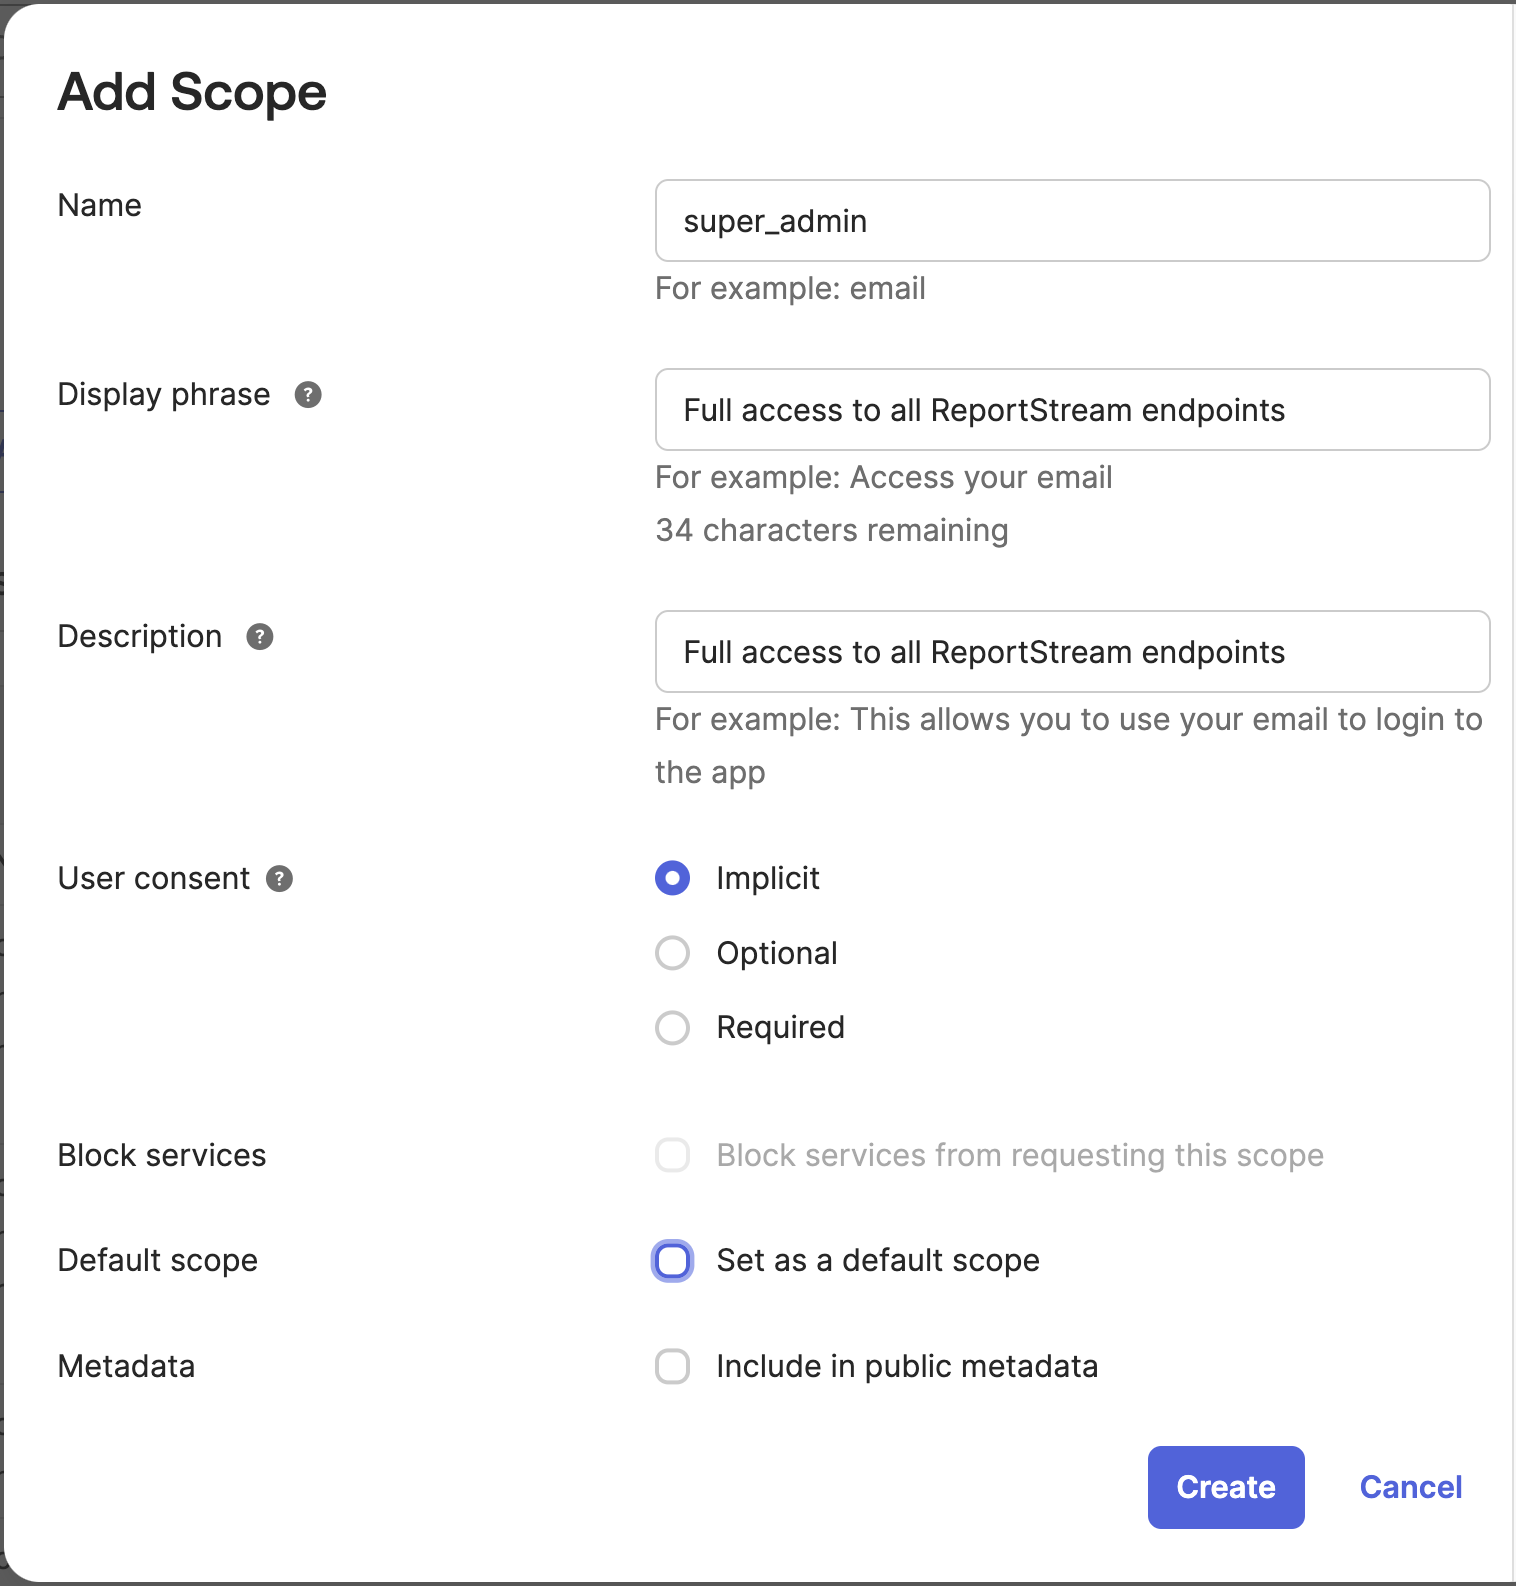 Add Scope
Name
super_admin
For example: email
Display phrase ?
Full access to all ReportStream endpoints
For example: Access your email
34 characters remaining
Description ?
Full access to all ReportStream endpoints
For example: This allows you to use your email to login to
the app
User consent ?
Implicit
Optional
Required
Block services
Block services from requesting this scope
Default scope
Set as a default scope
Metadata
Include in public metadata
Create
Cancel